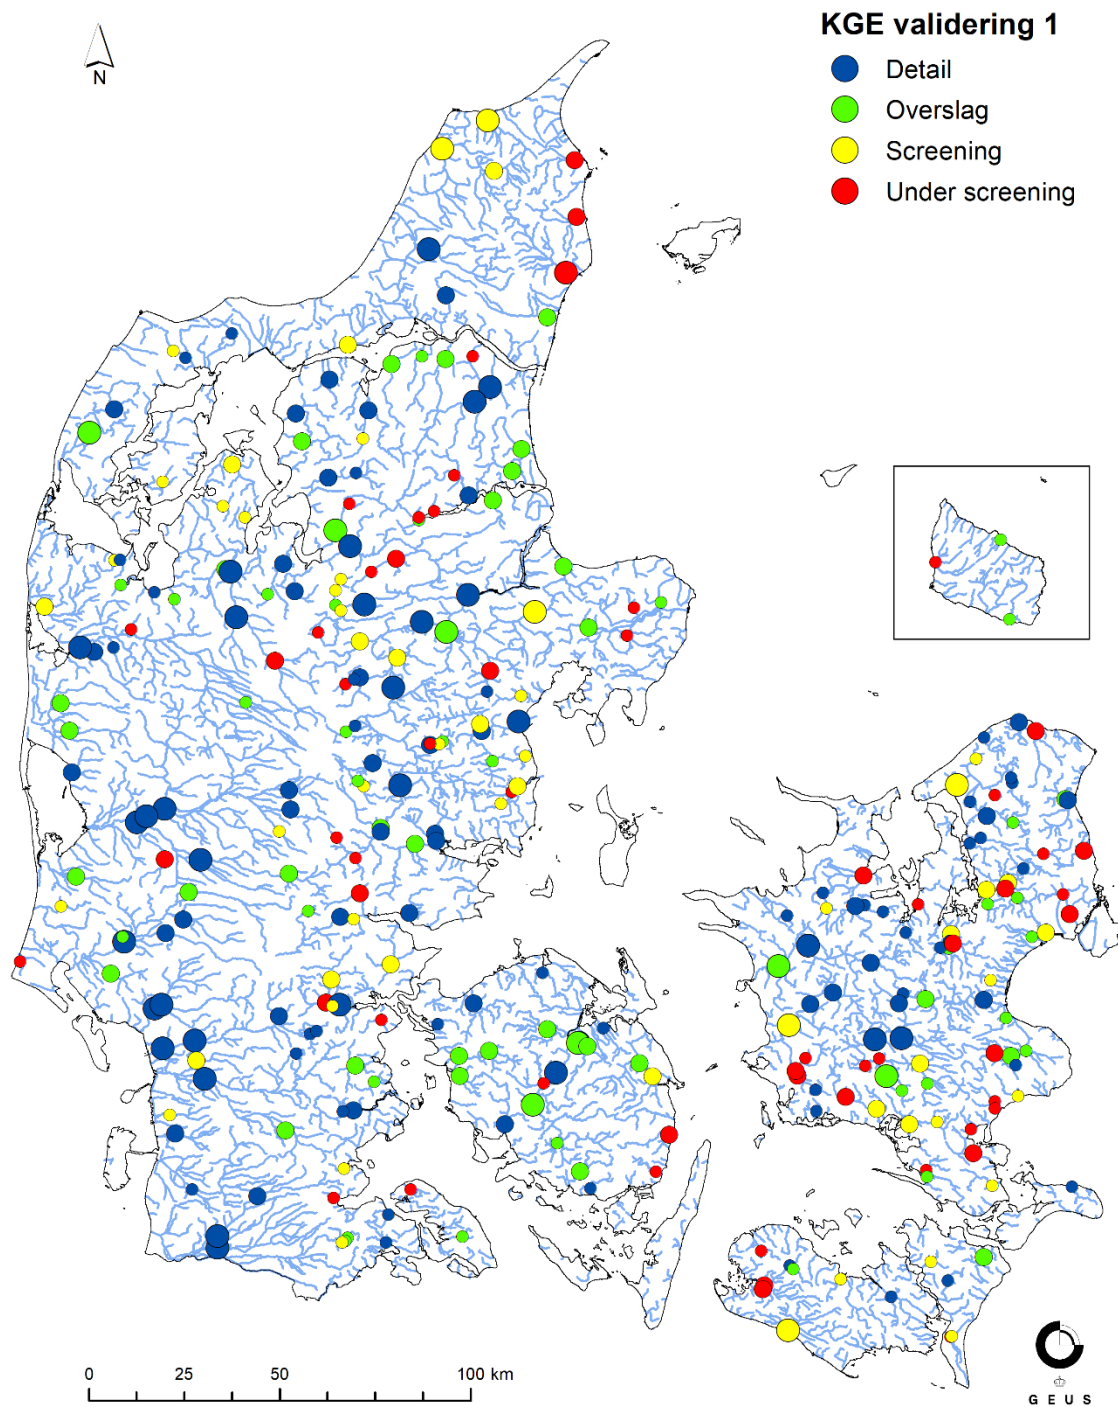 KGE validering 1
N
Detail
Overslag
Screening
Under screening
0 25 50 100 km
G E U S